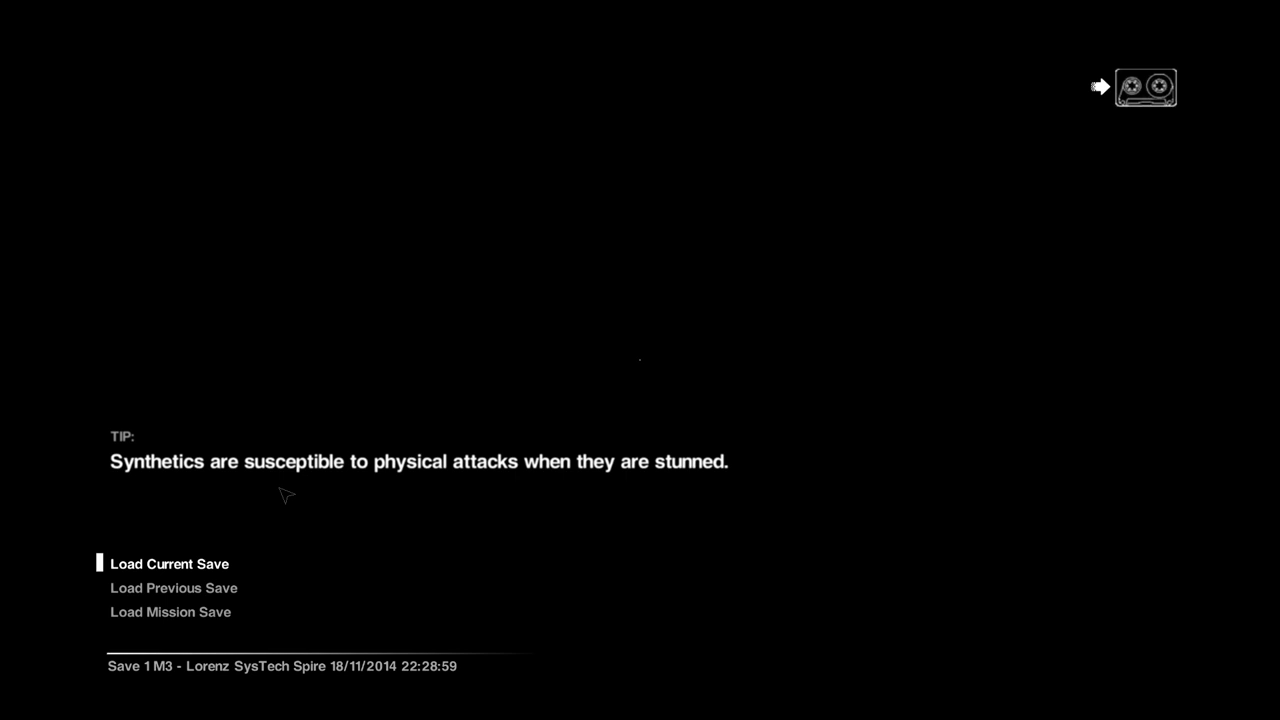 TIP:
Synthetics are susceptible to physical attacks when they are stunned.
Load Current Save
Load Previous Save
Load Mission Save
Save 1 M3 - Lorenz SysTech Spire 18/11/2014 22:28:59